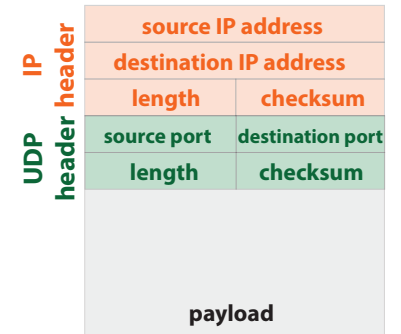 IP
header
source IP address
destination IP address
length checksum
UDP
header
source port destination port
length checksum
payload